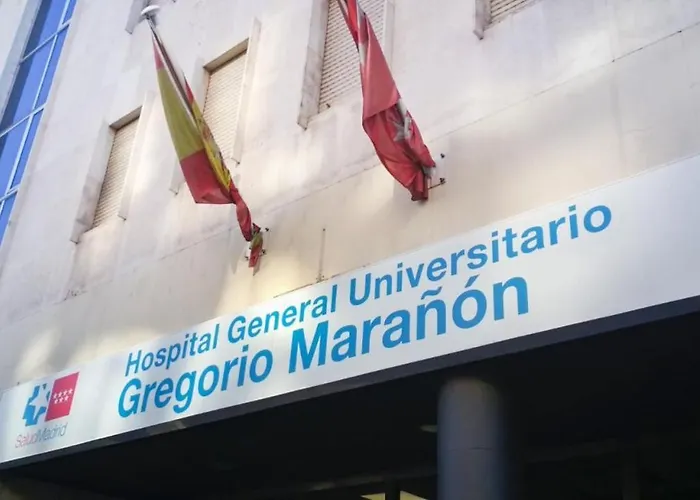 Hospital General Universitario
Gregorio Marañón
SaludMadrid